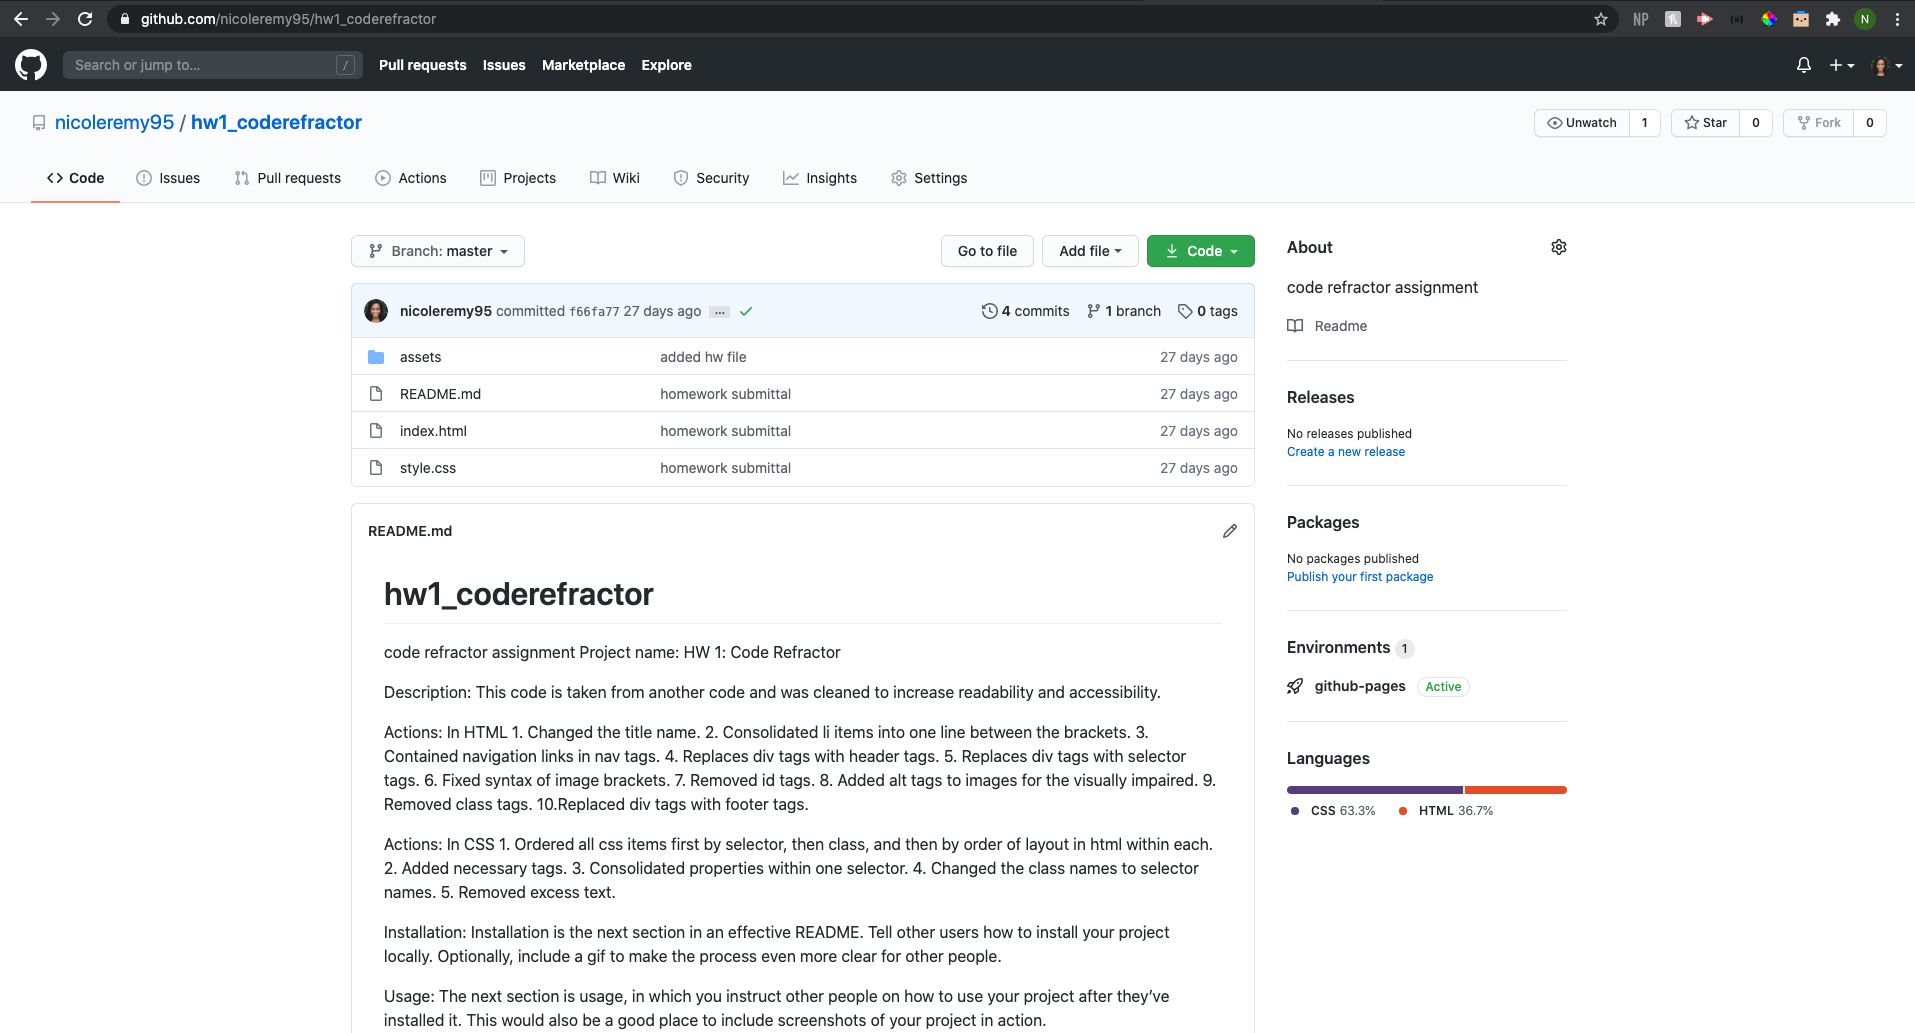 github.com/nicoleremy95/hw1_coderefractor
NP
N
Search or jump to...
/
Pull requests
Issues
Marketplace
Explore
nicoleremy95 / hw1_coderefractor
Unwatch 1
Star 0
Fork 0
Code
Issues
Pull requests
Actions
Projects
Wiki
Security
Insights
Settings
Branch: master
Go to file
Add file
Code
nicoleremy95 committed f66fa77 27 days ago ...
4 commits
1 branch
0 tags
assets added hw file 27 days ago
README.md homework submittal 27 days ago
index.html homework submittal 27 days ago
style.css homework submittal 27 days ago
README.md
hw1_coderefractor
code refractor assignment Project name: HW 1: Code Refractor
Description: This code is taken from another code and was cleaned to increase readability and accessibility.
Actions: In HTML 1. Changed the title name. 2. Consolidated li items into one line between the brackets. 3.
Contained navigation links in nav tags. 4. Replaces div tags with header tags. 5. Replaces div tags with selector
tags. 6. Fixed syntax of image brackets. 7. Removed id tags. 8. Added alt tags to images for the visually impaired. 9.
Removed class tags. 10.Replaced div tags with footer tags.
Actions: In CSS 1. Ordered all css items first by selector, then class, and then by order of layout in html within each.
2. Added necessary tags. 3. Consolidated properties within one selector. 4. Changed the class names to selector
names. 5. Removed excess text.
Installation: Installation is the next section in an effective README. Tell other users how to install your project
locally. Optionally, include a gif to make the process even more clear for other people.
Usage: The next section is usage, in which you instruct other people on how to use your project after they’ve
installed it. This would also be a good place to include screenshots of your project in action.
About
code refractor assignment
Readme
Releases
No releases published
Create a new release
Packages
No packages published
Publish your first package
Environments 1
github-pages Active
Languages
CSS 63.3%
HTML 36.7%